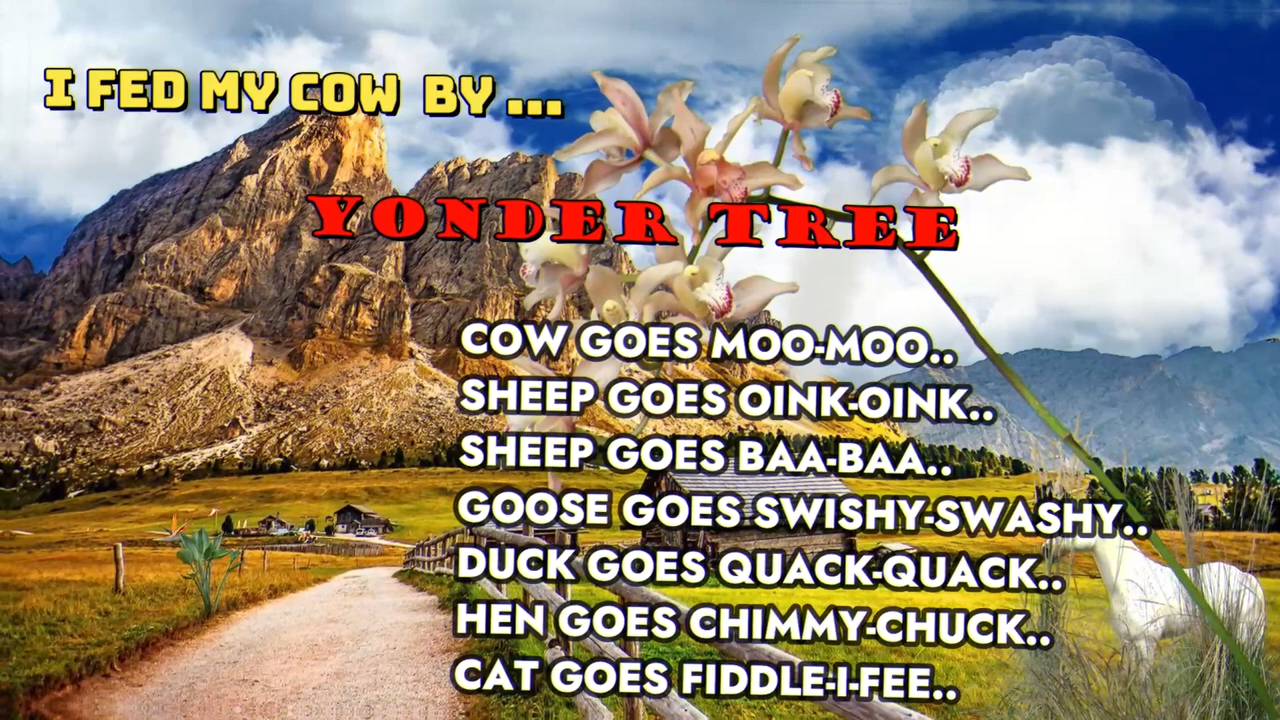 I FED MY COW BY ...
YONDER TREE
COW GOES MOO-MOO..
SHEEP GOES OINK-OINK..
SHEEP GOES BAA-BAA..
GOOSE GOES SWISHY-SWASHY..
DUCK GOES QUACK-QUACK..
HEN GOES CHIMMY-CHUCK..
CAT GOES FIDDLE-I-FEE..